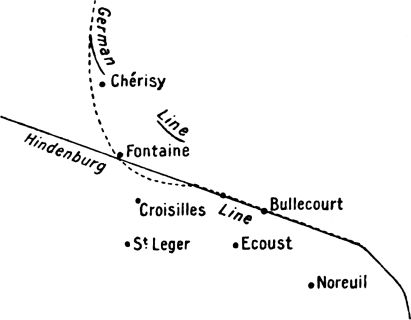 German
Chérisy
Line
Hindenburg
Fontaine
Croisilles
Line
Bullecourt
St Leger
Ecoust
Noreuil